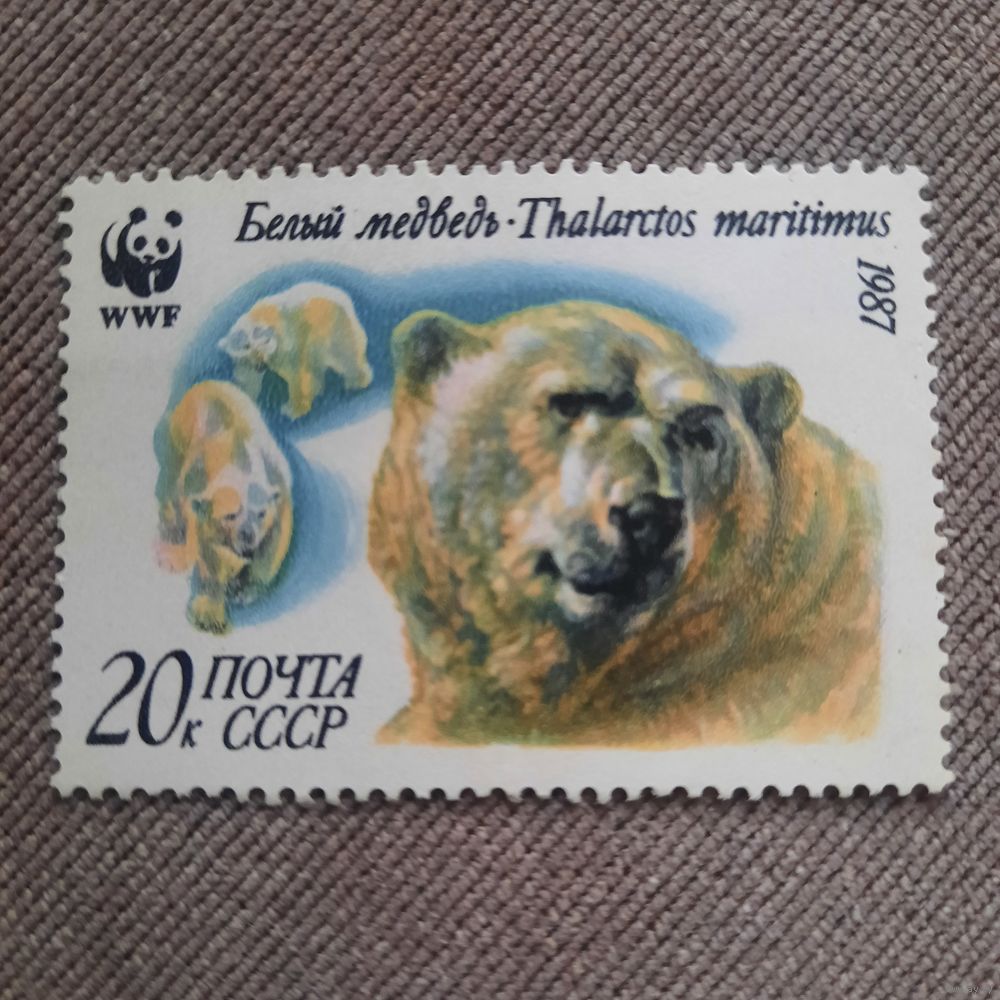 Белый медведь · Thalarctos maritimus
WWF
1987
20к ПОЧТА
СССР